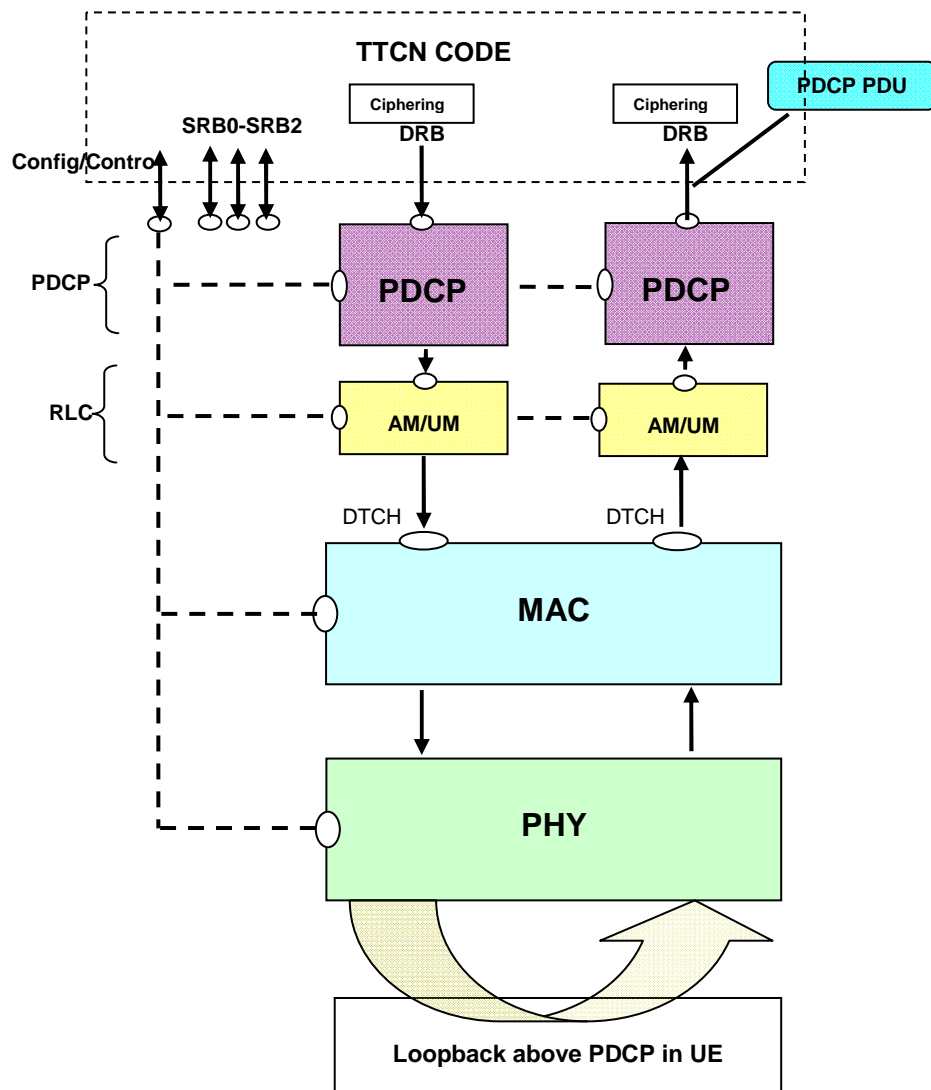 TTCN CODE
PDCP PDU
Ciphering
Ciphering
SRB0-SRB2
DRB
DRB
Config/Contro
PDCP
PDCP
PDCP
RLC
AM/UM
AM/UM
DTCH
DTCH
MAC
PHY
Loopback above PDCP in UE